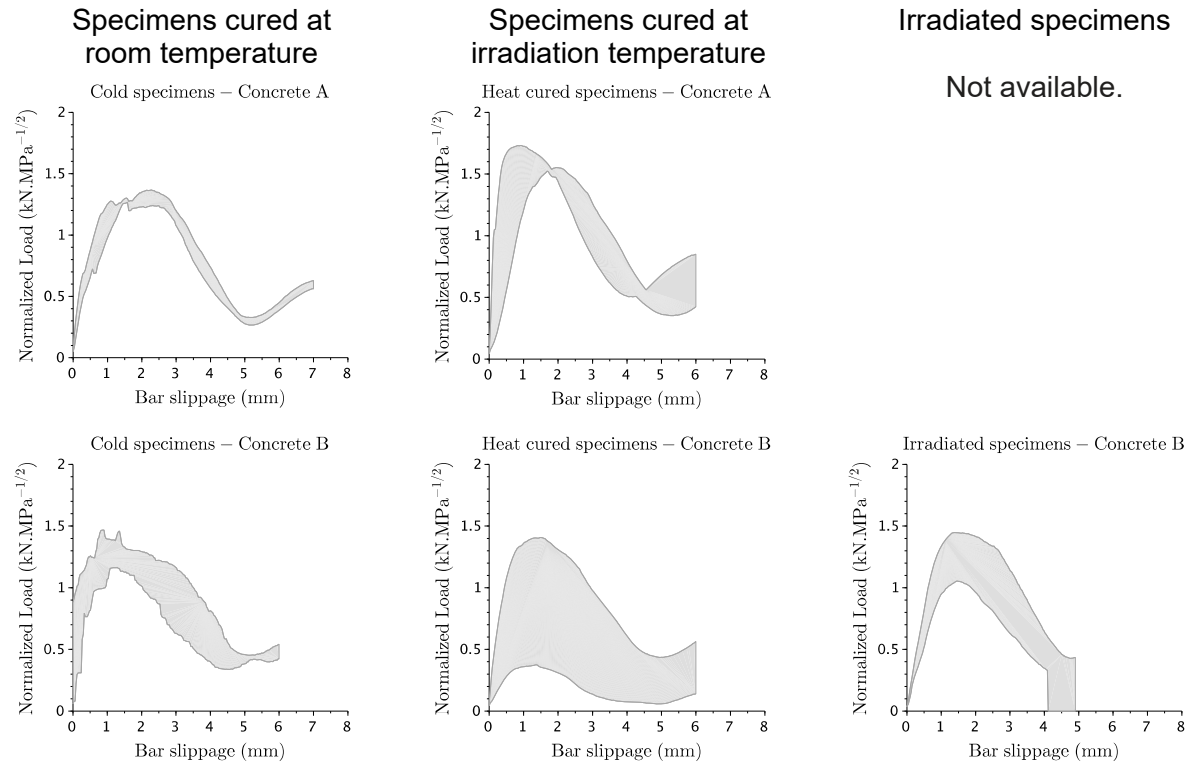 Specimens cured at
room temperature
Specimens cured at
irradiation temperature
Irradiated specimens
Not available.
Cold specimens – Concrete A
Normalized Load (kN.MPa−1/2)
2
1.5
1
0.5
0
0 1 2 3 4 5 6 7 8
Bar slippage (mm)
Heat cured specimens – Concrete A
Normalized Load (kN.MPa−1/2)
2
1.5
1
0.5
0
0 1 2 3 4 5 6 7 8
Bar slippage (mm)
Cold specimens – Concrete B
Normalized Load (kN.MPa−1/2)
2
1.5
1
0.5
0
0 1 2 3 4 5 6 7 8
Bar slippage (mm)
Heat cured specimens – Concrete B
Normalized Load (kN.MPa−1/2)
2
1.5
1
0.5
0
0 1 2 3 4 5 6 7 8
Bar slippage (mm)
Irradiated specimens – Concrete B
Normalized Load (kN.MPa−1/2)
2
1.5
1
0.5
0
0 1 2 3 4 5 6 7 8
Bar slippage (mm)